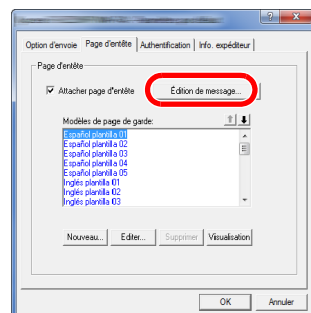 Option d'envoie Page d'entête Authentification Info. expéditeur
Page d'entête
Attacher page d'entête Édition de message...
Modèles de page de garde:
Español plantilla 01
Español plantilla 02
Español plantilla 03
Español plantilla 04
Español plantilla 05
Inglés plantilla 01
Inglés plantilla 02
Inglés plantilla 03
Nouveau... Editer... Supprimer Visualisation
OK Annuler